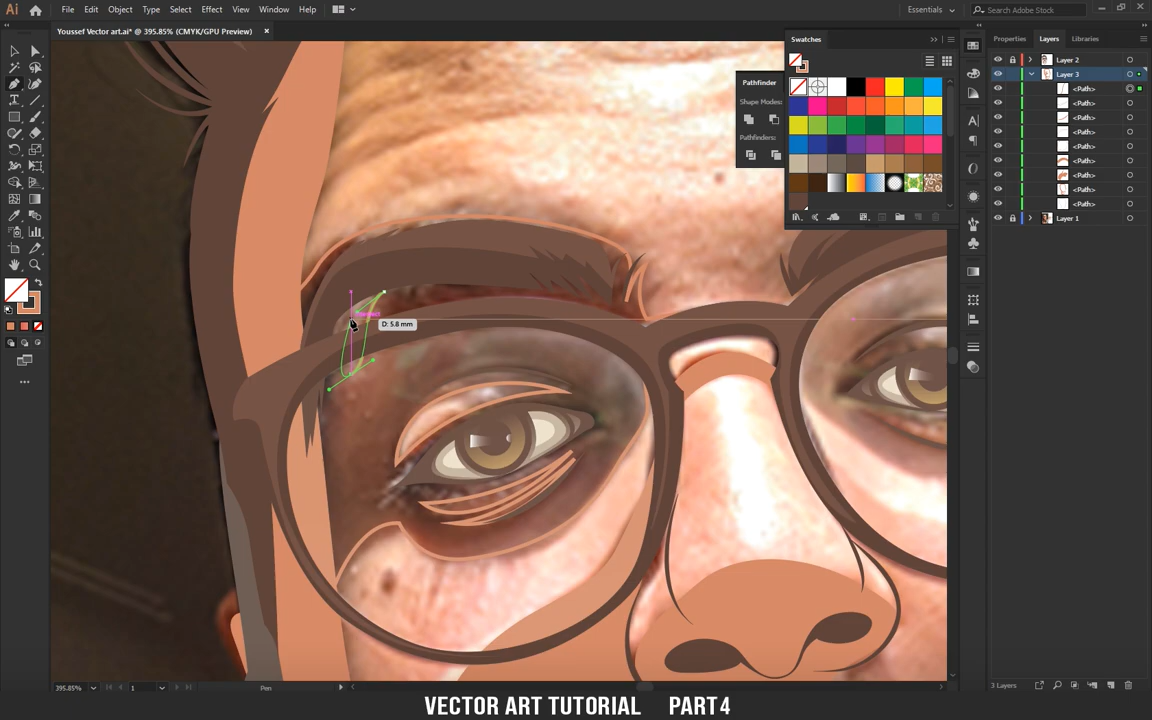 Ai
File Edit Object Type Select Effect View Window Help
Essentials
Search Adobe Stock
Youssef Vector art.ai* @ 395.85% (CMYK/GPU Preview)
Swatches
Properties Layers Libraries
Layer 2
Layer 3
<Path>
<Path>
<Path>
<Path>
<Path>
<Path>
<Path>
<Path>
<Path>
Layer 1
Pathfinder
Shape Modes:
Pathfinders:
D: 5.8 mm
395.85%
1
Pen
3 Layers
VECTOR ART TUTORIAL PART 4